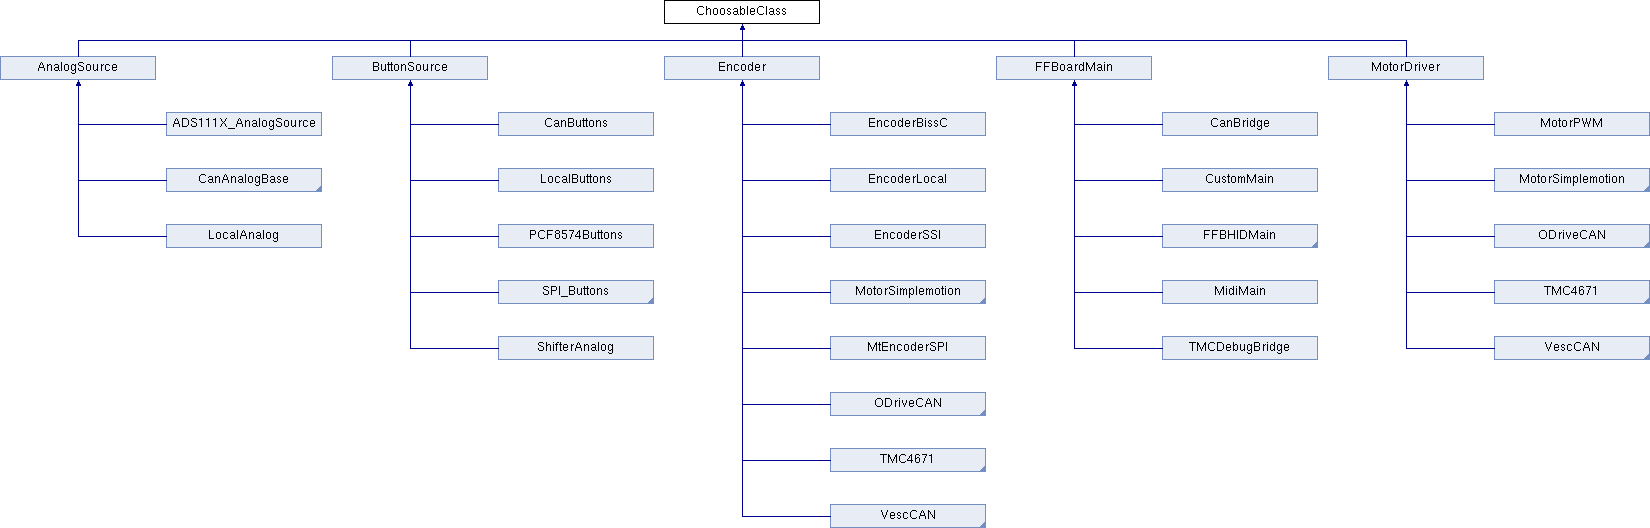 ChoosableClass
AnalogSource
ButtonSource
Encoder
FFBoardMain
MotorDriver
ADS111X_AnalogSource
CanAnalogBase
LocalAnalog
CanButtons
LocalButtons
PCF8574Buttons
SPI_Buttons
ShifterAnalog
EncoderBissC
EncoderLocal
EncoderSSI
MotorSimplemotion
MtEncoderSPI
ODriveCAN
TMC4671
VescCAN
CanBridge
CustomMain
FFBHIDMain
MidiMain
TMCDebugBridge
MotorPWM
MotorSimplemotion
ODriveCAN
TMC4671
VescCAN